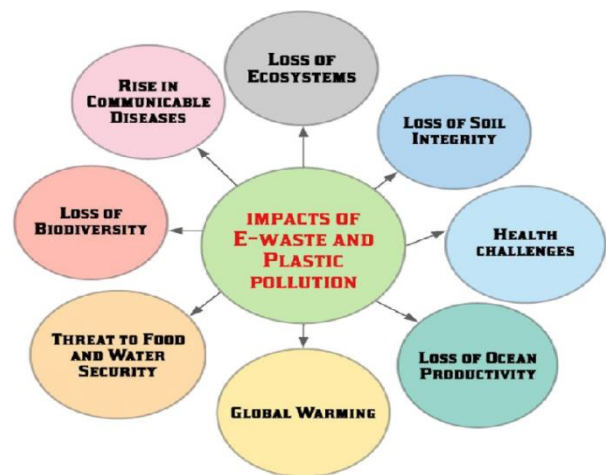 LOSS OF
ECOSYSTEMS
RISE IN
COMMUNICABLE
DISEASES
LOSS OF SOIL
INTEGRITY
LOSS OF
BIODIVERSITY
IMPACTS OF
E-WASTE AND
PLASTIC
POLLUTION
HEALTH
CHALLENGES
THREAT TO FOOD
AND WATER
SECURITY
LOSS OF OCEAN
PRODUCTIVITY
GLOBAL WARMING